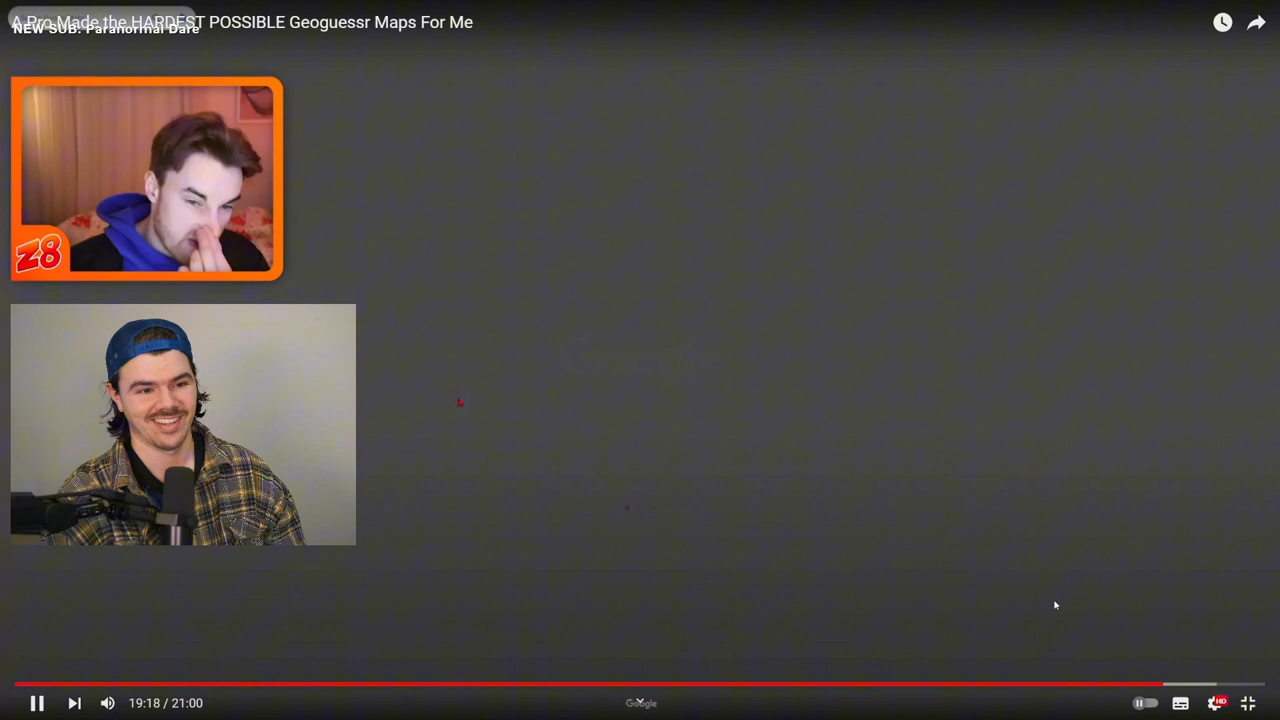 A Pro Made the HARDEST POSSIBLE Geoguessr Maps For Me
NEW SUB: Paranormal Dare
Z8
19:18 / 21:00
Google
HD